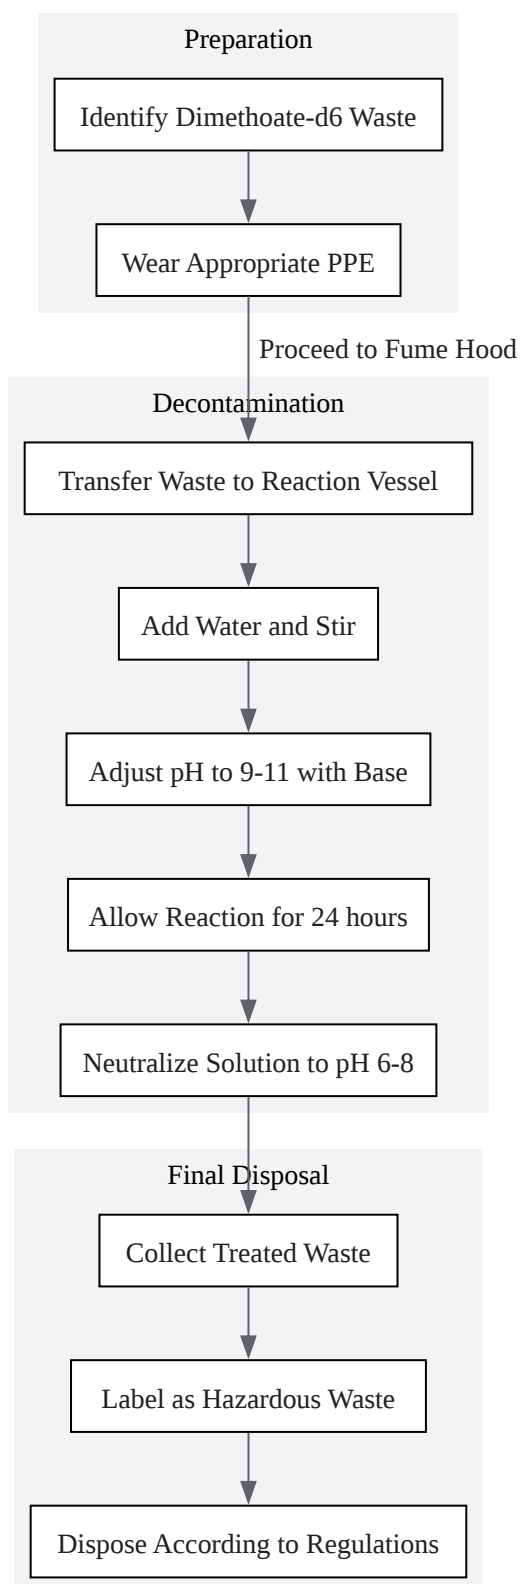 Preparation
Identify Dimethoate-d6 Waste
Wear Appropriate PPE
Proceed to Fume Hood
Decontamination
Transfer Waste to Reaction Vessel
Add Water and Stir
Adjust pH to 9-11 with Base
Allow Reaction for 24 hours
Neutralize Solution to pH 6-8
Final Disposal
Collect Treated Waste
Label as Hazardous Waste
Dispose According to Regulations